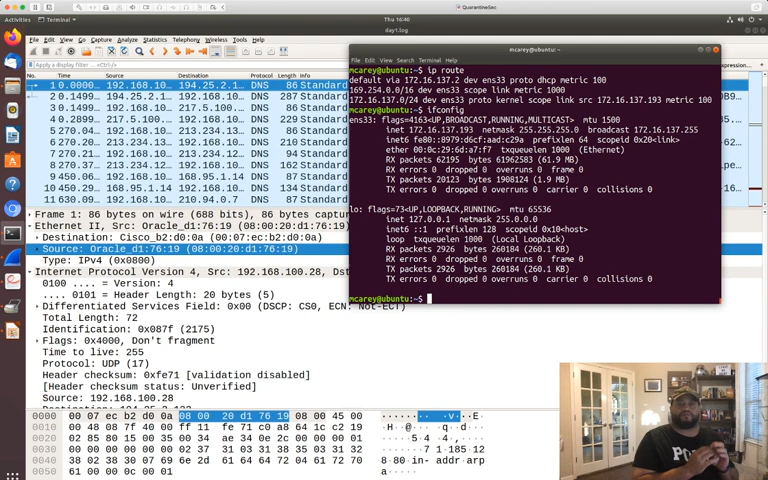 QuarantineSec
Activities Terminal Thu 16:40
day1.log
File Edit View Go Capture Analyze Statistics Telephony Wireless Tools Help
Apply a display filter
Expression...
No. Time Source Destination Protocol Length Info
1 0.0000… 192.168.10… 194.25.2.1… DNS 86 Standard
2 0.1499… 192.168.10… 194.25.2.1… DNS 287 Standard
3 0.1499… 192.168.10… 217.5.100… DNS 86 Standard
4 0.2899… 217.5.100… 192.168.10… DNS 229 Standard
5 270.04… 192.168.10… 213.234.12… DNS 86 Standard
6 270.21… 213.234.12… 192.168.10… DNS 166 Standard
7 270.21… 192.168.10… 213.234.12… DNS 86 Standard
8 270.37… 213.234.12… 192.168.10… DNS 242 Standard
9 450.10… 192.168.10… 168.95.1.14 DNS 87 Standard
10 450.29… 168.95.1.14 192.168.10… DNS 134 Standard
11 630.09… 192.168.10… 210.94.0.7 DNS 86 Standard
Frame 1: 86 bytes on wire (688 bits), 86 bytes captur
Ethernet II, Src: Oracle_d1:76:19 (08:00:20:d1:76:19)
Destination: Cisco_b2:d0:0a (00:07:ec:b2:d0:0a)
Source: Oracle_d1:76:19 (08:00:20:d1:76:19)
Type: IPv4 (0x0800)
Internet Protocol Version 4, Src: 192.168.100.28, Dst
0100 .... = Version: 4
.... 0101 = Header Length: 20 bytes (5)
Differentiated Services Field: 0x00 (DSCP: CS0, ECN: Not-ECT)
Total Length: 72
Identification: 0x087f (2175)
Flags: 0x4000, Don't fragment
Time to live: 255
Protocol: UDP (17)
Header checksum: 0xfe71 [validation disabled]
[Header checksum status: Unverified]
Source: 192.168.100.28
0000 00 07 ec b2 d0 0a 08 00 20 d1 76 19 08 00 45 00
0010 00 48 08 7f 40 00 ff 11 fe 71 c0 a8 64 1c c2 19
0020 02 85 80 15 00 35 00 34 ae 34 0e 2c 00 00 00 01
0030 00 00 00 00 00 00 02 37 31 03 31 38 35 03 31 32
0040 38 02 38 30 07 69 6e 2d 61 64 64 72 04 61 72 70
0050 61 00 00 0c 00 01
mcarey@ubuntu: ~
File Edit View Search Terminal Help
mcarey@ubuntu:~$ ip route
default via 172.16.137.2 dev ens33 proto dhcp metric 100
169.254.0.0/16 dev ens33 scope link metric 1000
172.16.137.0/24 dev ens33 proto kernel scope link src 172.16.137.193 metric 100
mcarey@ubuntu:~$ ifconfig
ens33: flags=4163<UP,BROADCAST,RUNNING,MULTICAST> mtu 1500
inet 172.16.137.193 netmask 255.255.255.0 broadcast 172.16.137.255
inet6 fe80::8979:d6cf:aad:c29a prefixlen 64 scopeid 0x20<link>
ether 00:0c:29:6d:a7:f7 txqueuelen 1000 (Ethernet)
RX packets 62195 bytes 61962583 (61.9 MB)
RX errors 0 dropped 0 overruns 0 frame 0
TX packets 20123 bytes 1908124 (1.9 MB)
TX errors 0 dropped 0 overruns 0 carrier 0 collisions 0
lo: flags=73<UP,LOOPBACK,RUNNING> mtu 65536
inet 127.0.0.1 netmask 255.0.0.0
inet6 ::1 prefixlen 128 scopeid 0x10<host>
loop txqueuelen 1000 (Local Loopback)
RX packets 2926 bytes 260184 (260.1 KB)
RX errors 0 dropped 0 overruns 0 frame 0
TX packets 2926 bytes 260184 (260.1 KB)
TX errors 0 dropped 0 overruns 0 carrier 0 collisions 0
mcarey@ubuntu:~$